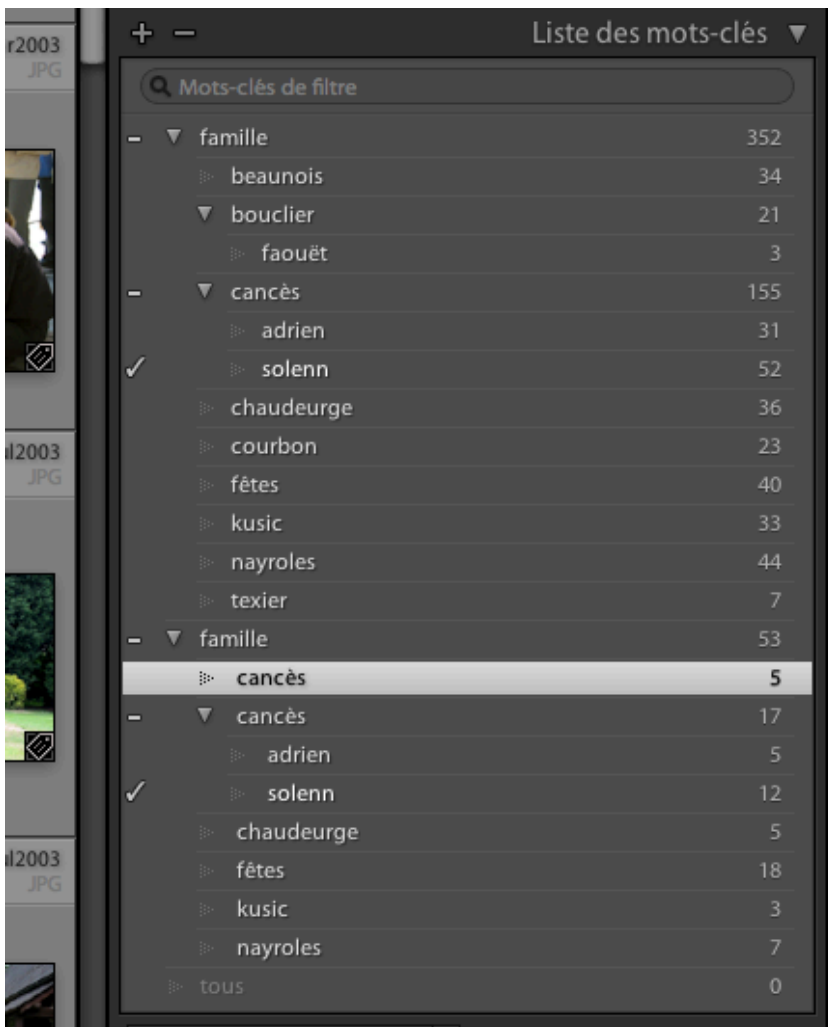 r2003
JPG
Liste des mots-clés
Mots-clés de filtre
famille 352
beaunois 34
bouclier 21
faouët 3
cancès 155
adrien 31
solenn 52
chaudeurge 36
ul2003
courbon 23
JPG
fêtes 40
kusic 33
nayroles 44
texier 7
famille 53
cancès 5
cancès 17
adrien 5
solenn 12
chaudeurge 5
ul2003
fêtes 18
JPG
kusic 3
nayroles 7
tous 0